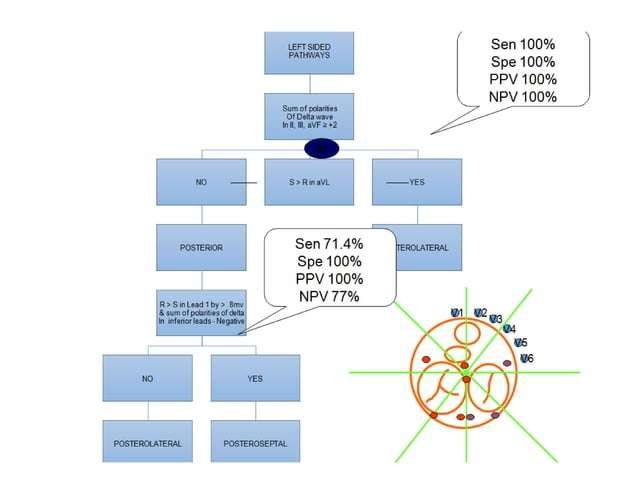 LEFT SIDED
PATHWAYS
Sen 100%
Spe 100%
PPV 100%
NPV 100%
Sum of polarities
Of Delta wave
In II, III, aVF ≥ +2
NO
S > R in aVL
YES
POSTERIOR
TEROLATERAL
Sen 71.4%
Spe 100%
PPV 100%
NPV 77%
R > S in Lead 1 by > .8mv
& sum of polarities of delta
In inferior leads - Negative
NO
YES
POSTEROLATERAL
POSTEROSEPTAL
V1
V2
V3
V4
V5
V6